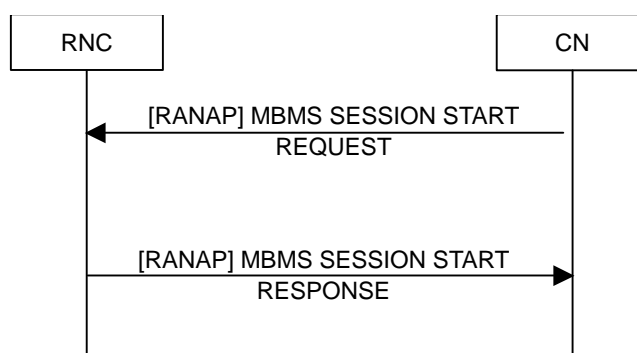 RNC
CN
[RANAP] MBMS SESSION START
REQUEST
[RANAP] MBMS SESSION START
RESPONSE